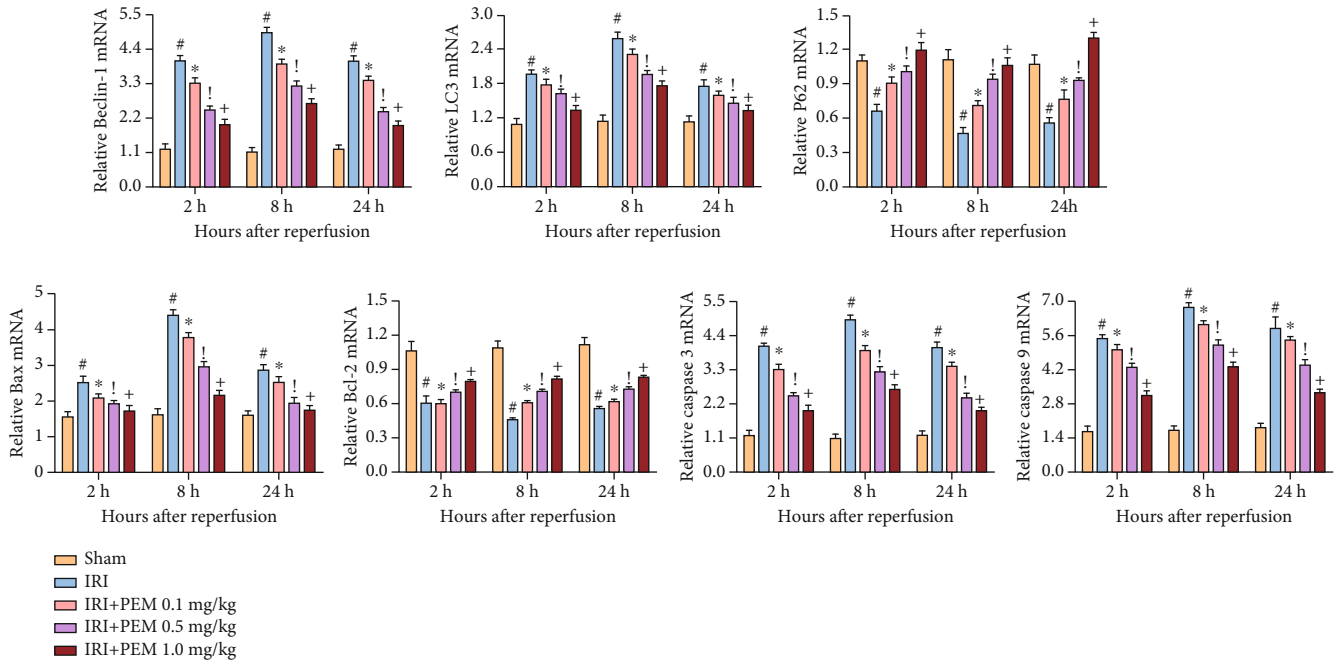 Relative Beclin-1 mRNA
5.5
4.4
3.3
2.2
1.1
0.0
# * ! +
# * ! +
# * ! +
2 h 8 h 24 h
Hours after reperfusion
Relative LC3 mRNA
3.0
2.4
1.8
1.2
0.6
0.0
# * ! +
# * ! +
# * ! +
2 h 8 h 24 h
Hours after reperfusion
Relative P62 mRNA
1.5
1.2
0.9
0.6
0.3
0.0
# * ! +
# * ! +
# * ! +
2 h 8 h 24h
Hours after reperfusion
Relative Bax mRNA
5
4
3
2
1
0
# * ! +
# * ! +
# * ! +
2 h 8 h 24 h
Hours after reperfusion
Relative Bcl-2 mRNA
1.5
1.2
0.9
0.6
0.3
0.0
# * ! +
# * ! +
# * ! +
2 h 8 h 24 h
Hours after reperfusion
Relative caspase 3 mRNA
5.5
4.4
3.3
2.2
1.1
0.0
# * ! +
# * ! +
# * ! +
2 h 8 h 24 h
Hours after reperfusion
Relative caspase 9 mRNA
7.0
5.6
4.2
2.8
1.4
0.0
# * ! +
# * ! +
# * ! +
2 h 8 h 24 h
Hours after reperfusion
Sham
IRI
IRI+PEM 0.1 mg/kg
IRI+PEM 0.5 mg/kg
IRI+PEM 1.0 mg/kg